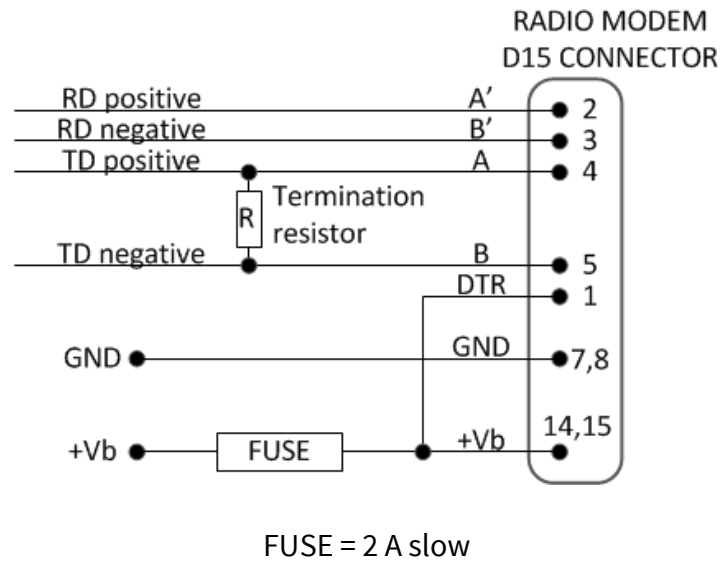 RADIO MODEM
D15 CONNECTOR
RD positive A’ 2
RD negative B’ 3
TD positive A 4
R Termination
resistor
TD negative B 5
DTR 1
GND GND 7,8
14,15
+Vb FUSE +Vb
FUSE = 2 A slow